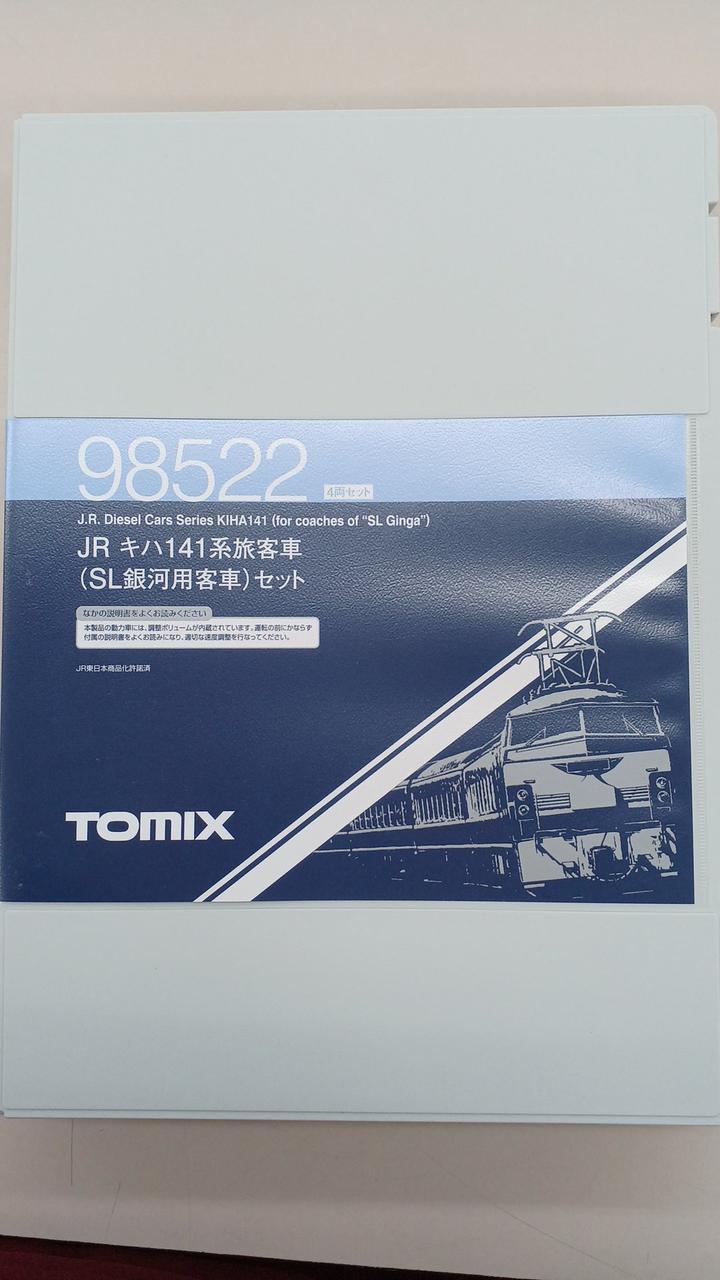 98522
4両セット
J.R. Diesel Cars Series KIHA141 (for coaches of "SL Ginga")
JR キハ141系旅客車
(SL銀河用客車)セット
なかの説明書をよくお読みください
本製品の動力車には、調整ボリュームが内蔵されています。運転の前にかならず
付属の説明書をよくお読みになり、適切な速度調整を行なってください。
JR東日本商品化許諾済
TOMIX